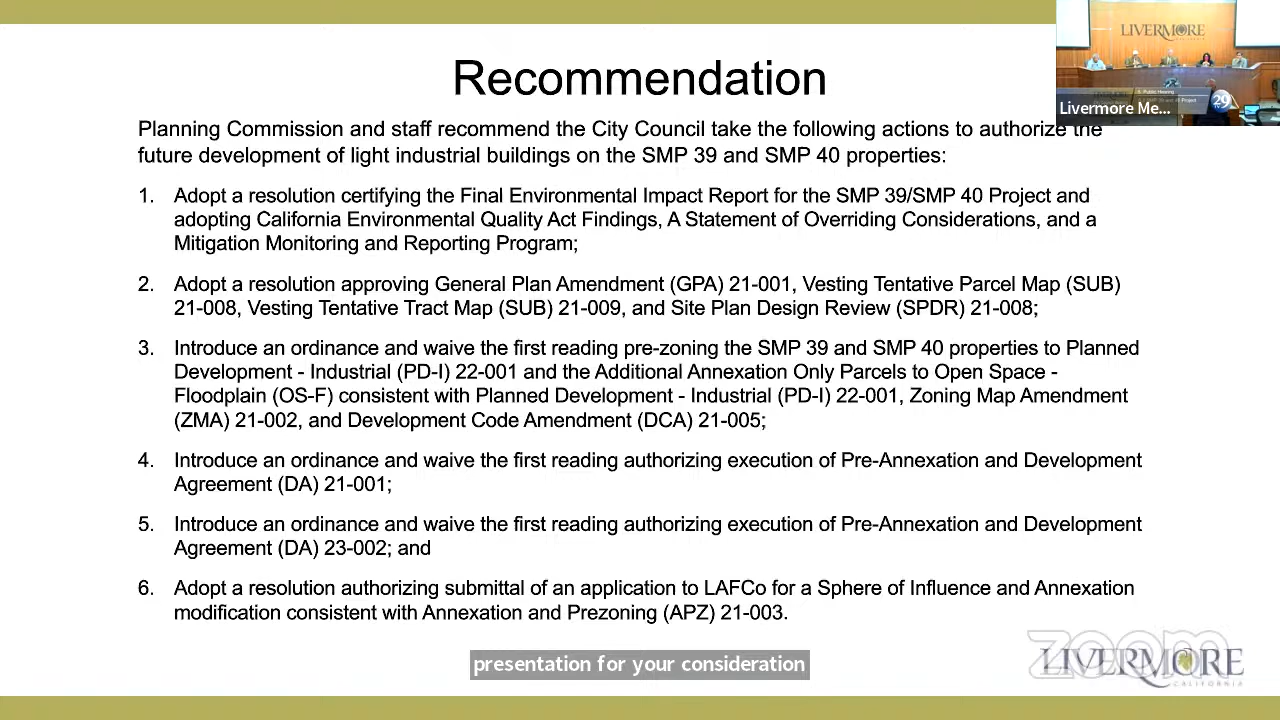 LIVERMORE
Livermore Me...
29
Recommendation
Planning Commission and staff recommend the City Council take the following actions to authorize the
future development of light industrial buildings on the SMP 39 and SMP 40 properties:
1. Adopt a resolution certifying the Final Environmental Impact Report for the SMP 39/SMP 40 Project and
adopting California Environmental Quality Act Findings, A Statement of Overriding Considerations, and a
Mitigation Monitoring and Reporting Program;
2. Adopt a resolution approving General Plan Amendment (GPA) 21-001, Vesting Tentative Parcel Map (SUB)
21-008, Vesting Tentative Tract Map (SUB) 21-009, and Site Plan Design Review (SPDR) 21-008;
3. Introduce an ordinance and waive the first reading pre-zoning the SMP 39 and SMP 40 properties to Planned
Development - Industrial (PD-I) 22-001 and the Additional Annexation Only Parcels to Open Space -
Floodplain (OS-F) consistent with Planned Development - Industrial (PD-I) 22-001, Zoning Map Amendment
(ZMA) 21-002, and Development Code Amendment (DCA) 21-005;
4. Introduce an ordinance and waive the first reading authorizing execution of Pre-Annexation and Development
Agreement (DA) 21-001;
5. Introduce an ordinance and waive the first reading authorizing execution of Pre-Annexation and Development
Agreement (DA) 23-002; and
6. Adopt a resolution authorizing submittal of an application to LAFCo for a Sphere of Influence and Annexation
modification consistent with Annexation and Prezoning (APZ) 21-003.
presentation for your consideration
zoom
LIVERMORE
CALIFORNIA